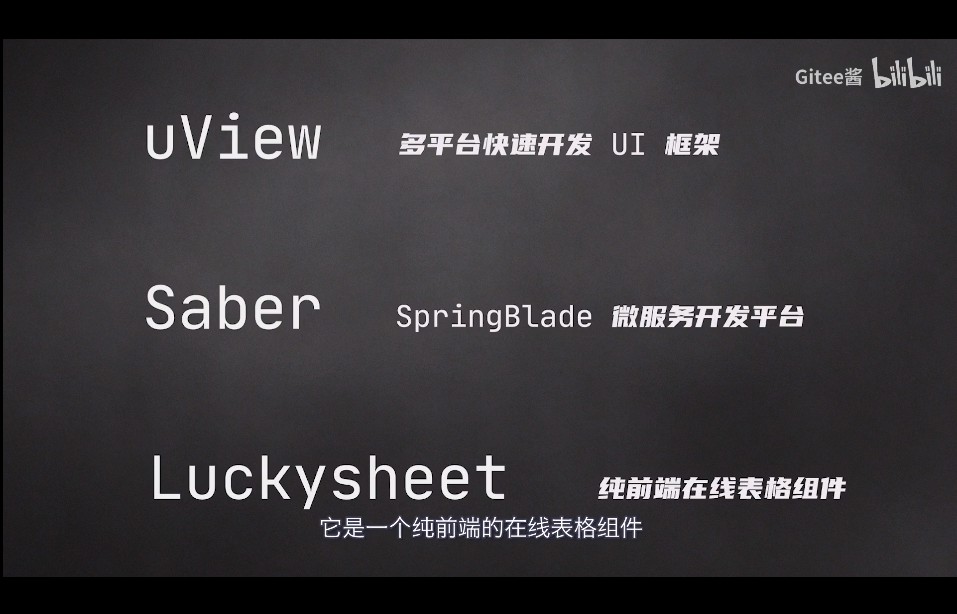 Gitee酱 bilibili
uView 多平台快速开发 UI 框架
Saber SpringBlade 微服务开发平台
Luckysheet 纯前端在线表格组件
它是一个纯前端的在线表格组件